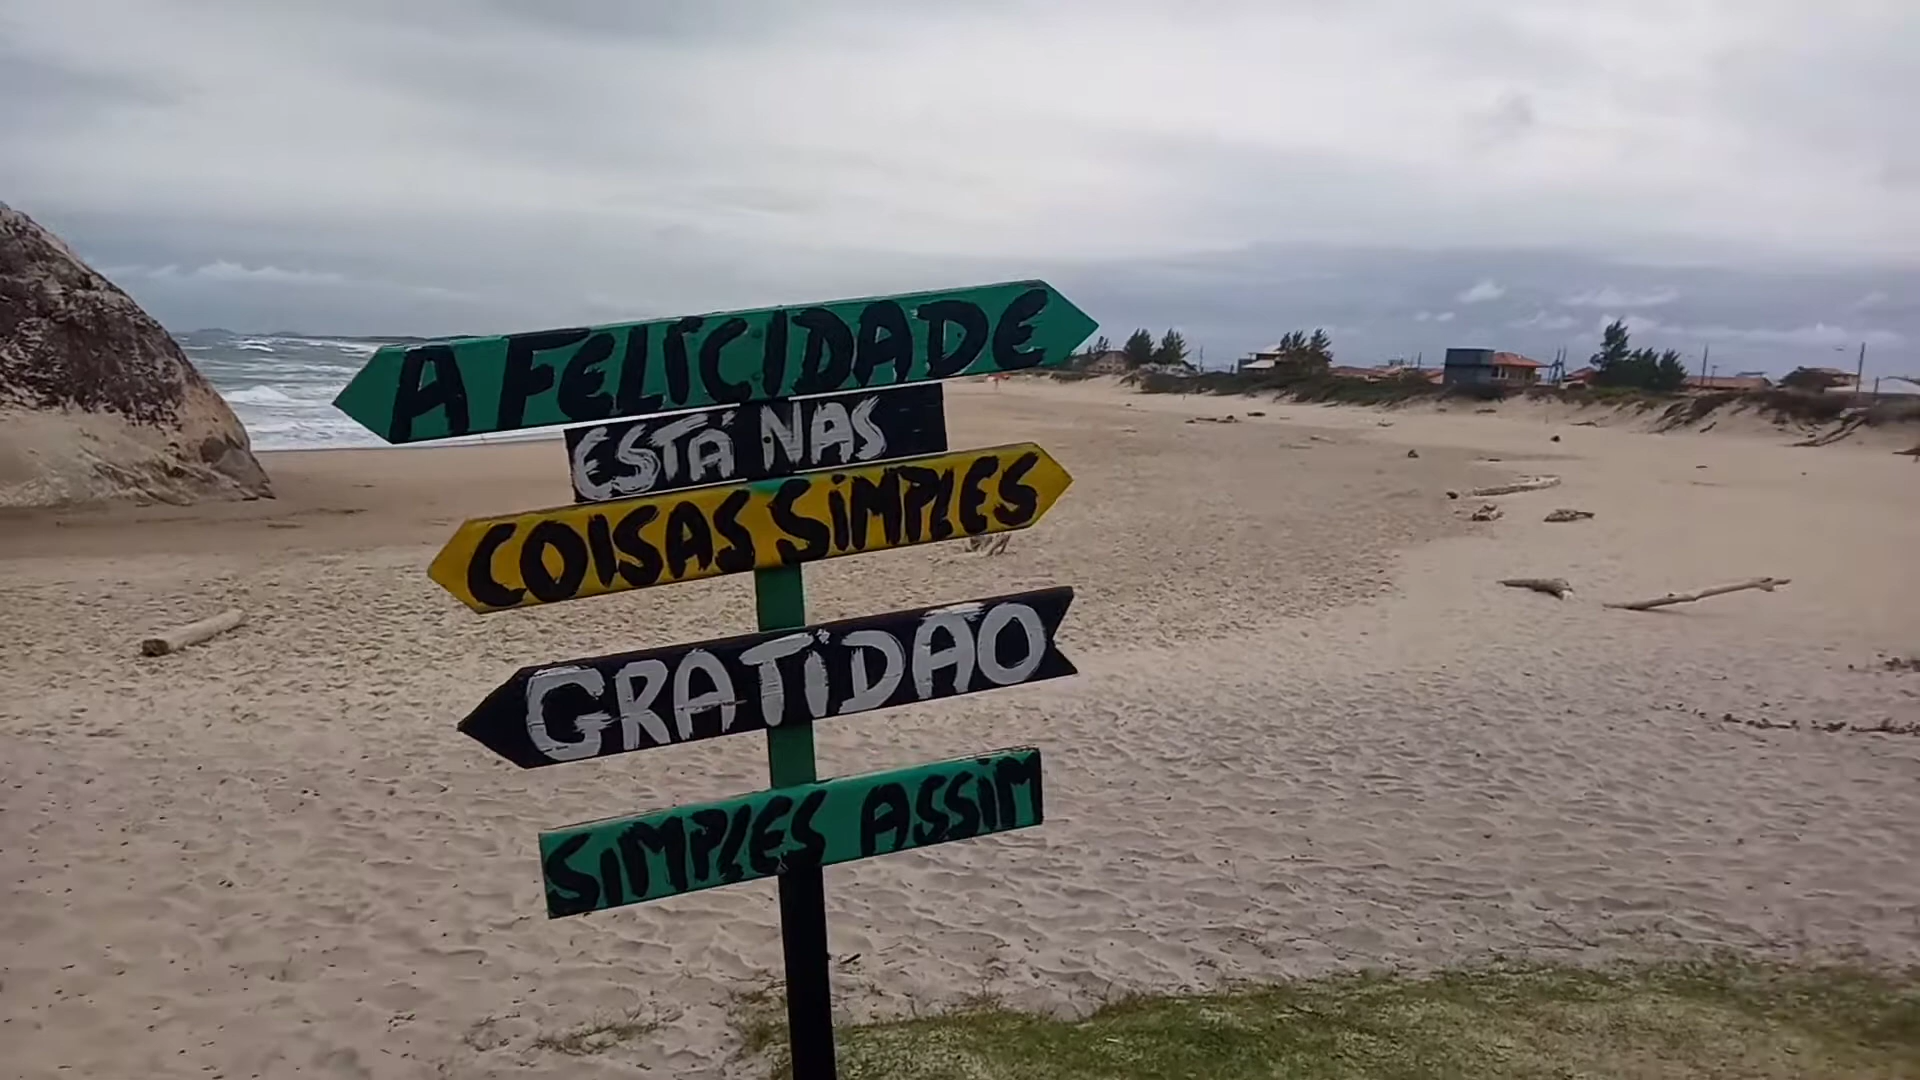 A FELICIDADE
ESTÁ NAS
COISAS SIMPLES
GRATIDÃO
SIMPLES ASSIM